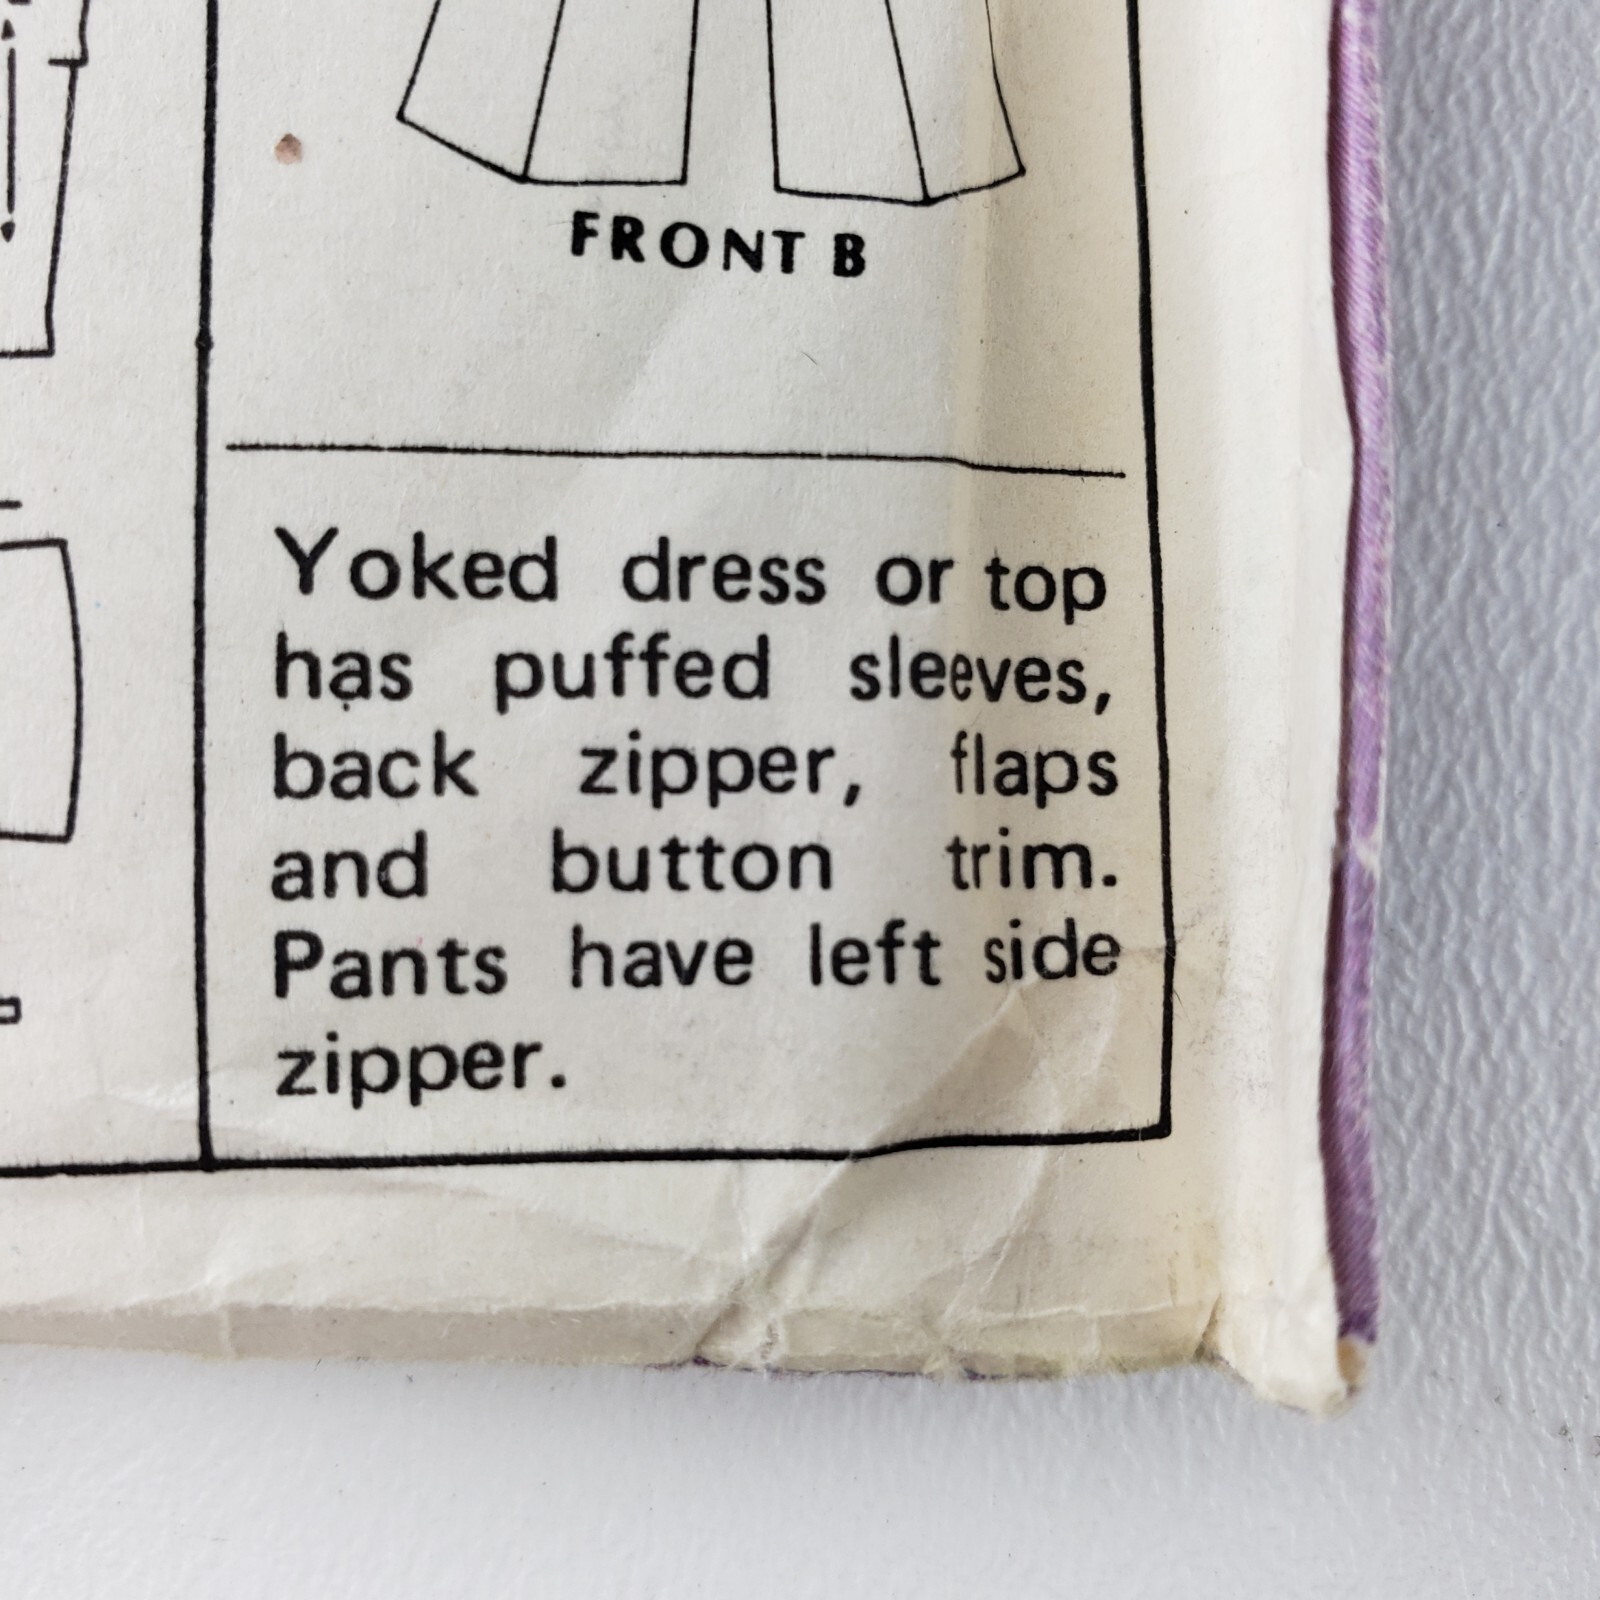 FRONT B
Yoked dress or top
has puffed sleeves,
back zipper, flaps
and button trim.
Pants have left side
zipper.